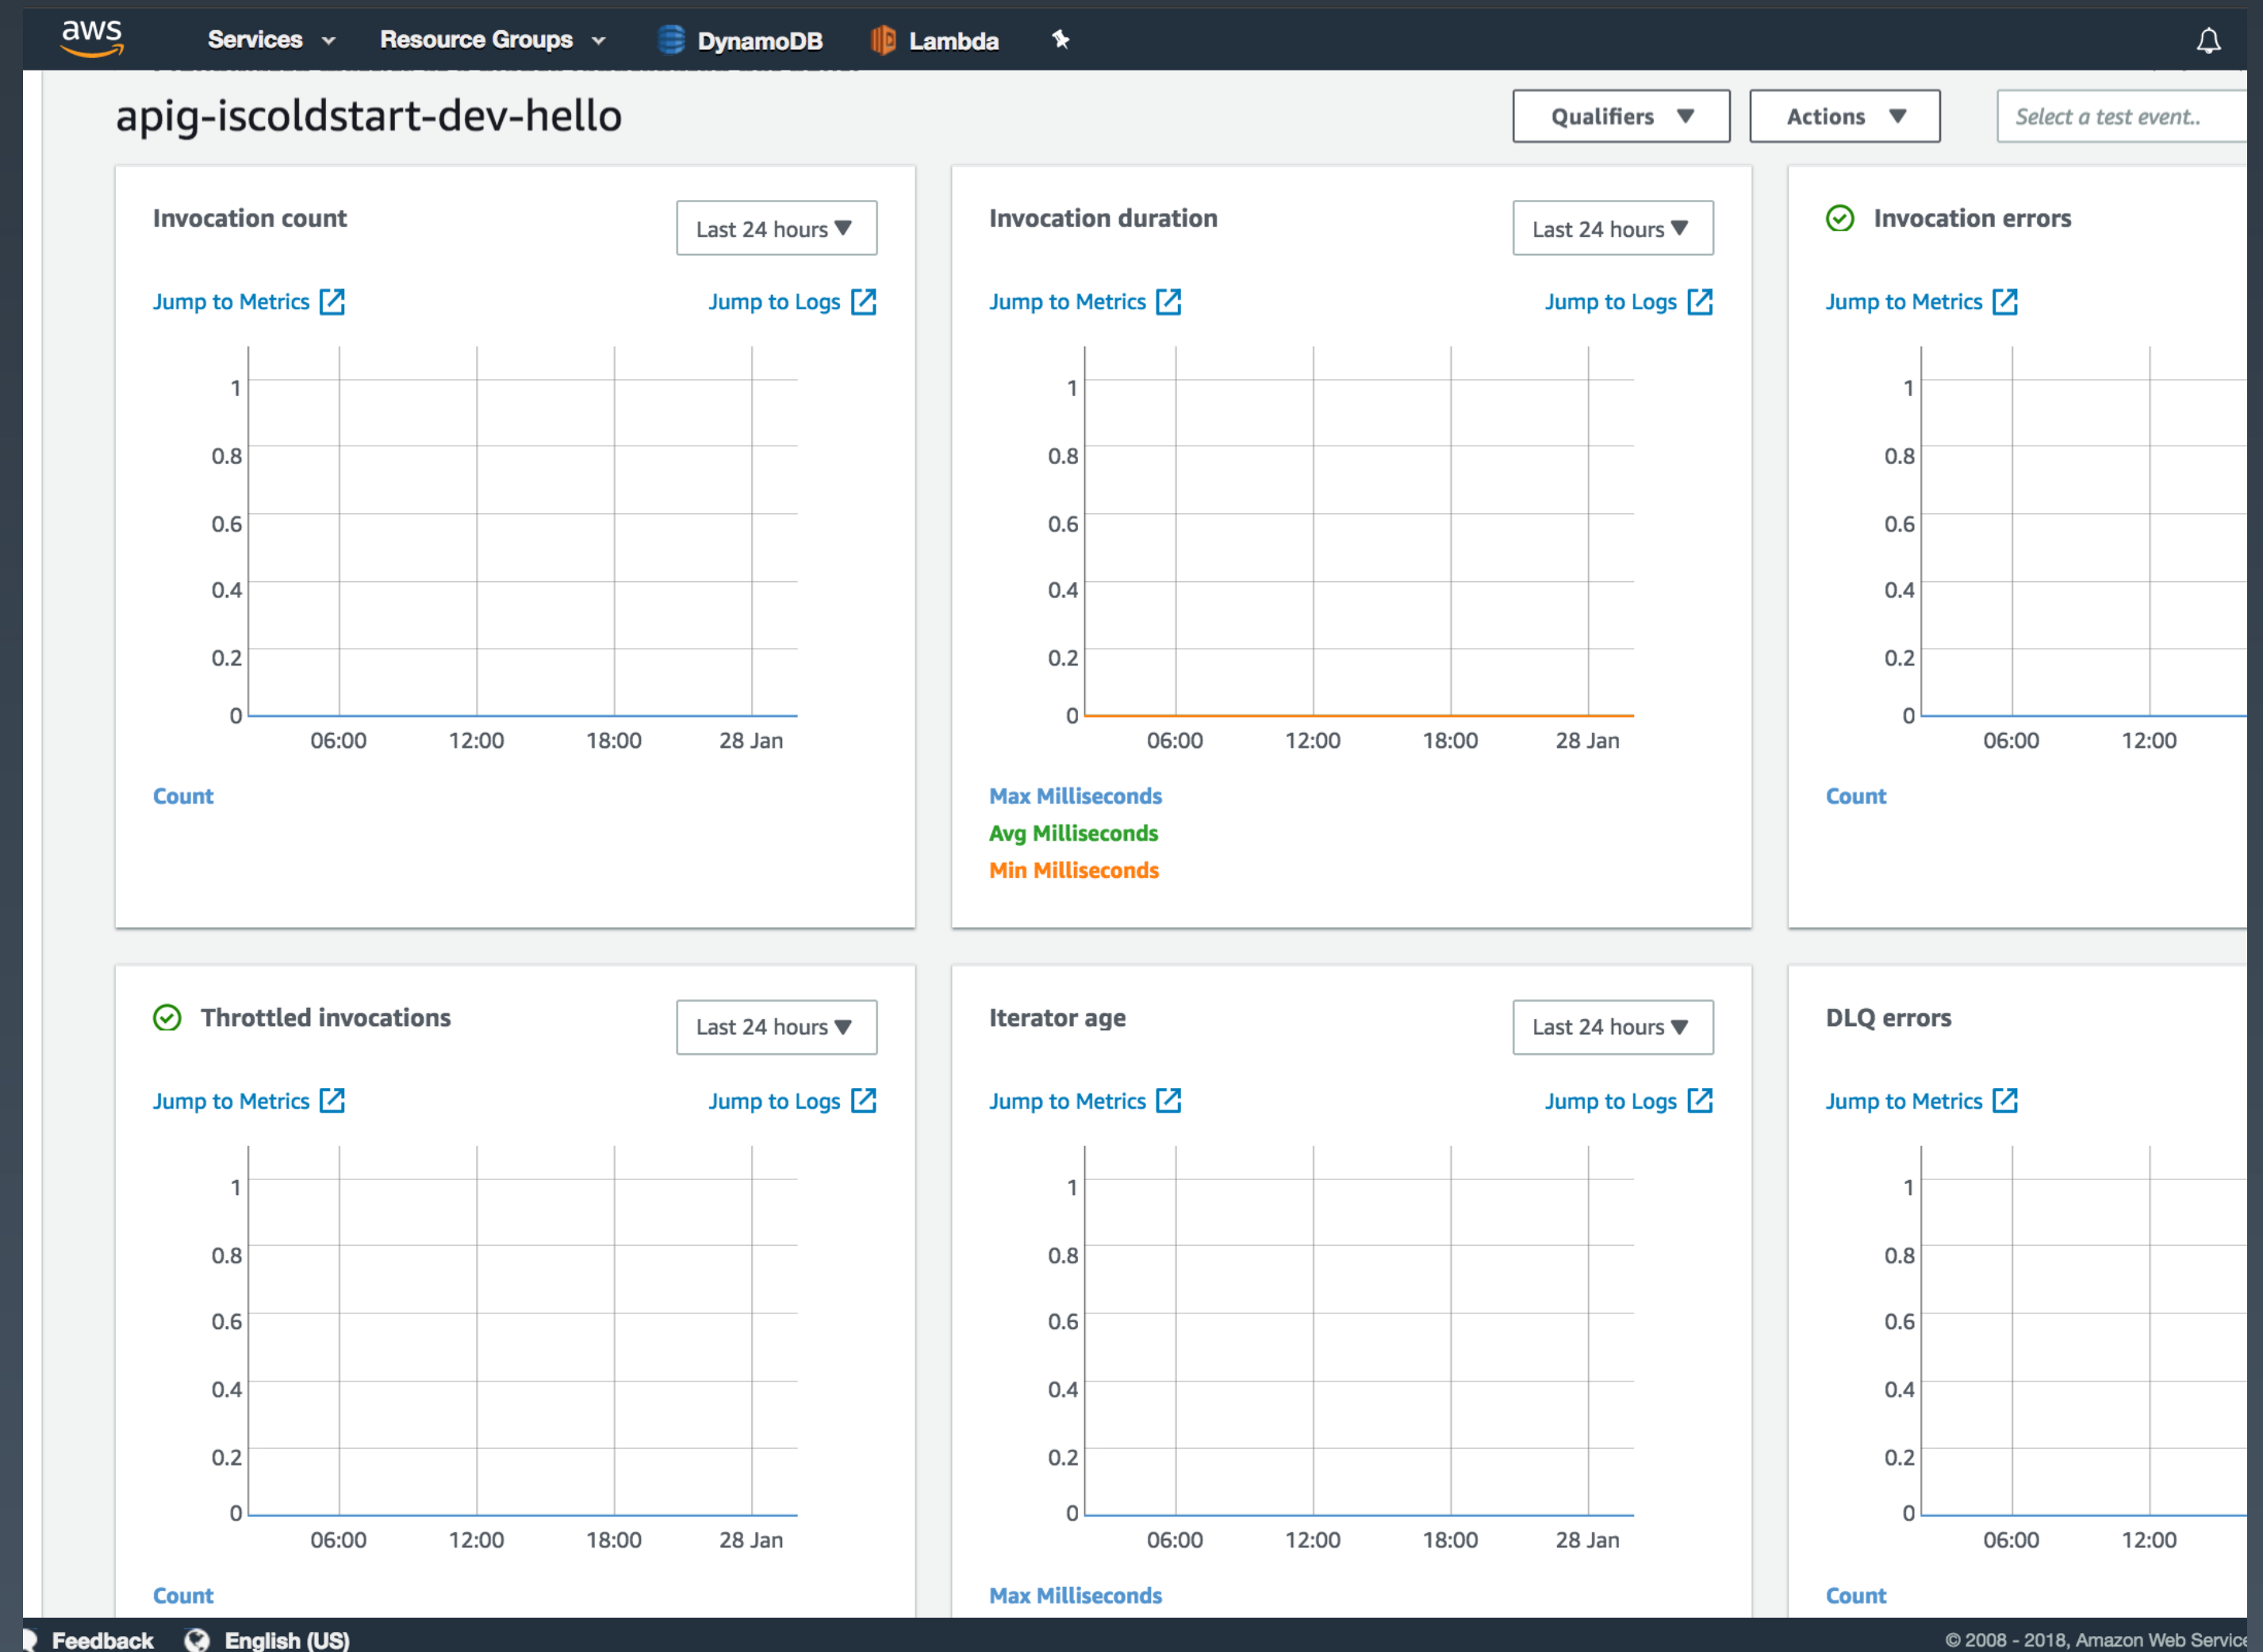 aws Services Resource Groups DynamoDB Lambda
apig-iscoldstart-dev-hello Qualifiers Actions Select a test event..
Invocation count Last 24 hours
Jump to Metrics Jump to Logs
1
0.8
0.6
0.4
0.2
0
06:00 12:00 18:00 28 Jan
Count
Invocation duration Last 24 hours
Jump to Metrics Jump to Logs
1
0.8
0.6
0.4
0.2
0
06:00 12:00 18:00 28 Jan
Max Milliseconds
Avg Milliseconds
Min Milliseconds
Invocation errors
Jump to Metrics
1
0.8
0.6
0.4
0.2
0
06:00 12:00
Count
Throttled invocations Last 24 hours
Jump to Metrics Jump to Logs
1
0.8
0.6
0.4
0.2
0
06:00 12:00 18:00 28 Jan
Count
Iterator age Last 24 hours
Jump to Metrics Jump to Logs
1
0.8
0.6
0.4
0.2
0
06:00 12:00 18:00 28 Jan
Max Milliseconds
DLQ errors
Jump to Metrics
1
0.8
0.6
0.4
0.2
0
06:00 12:00
Count
Feedback English (US) © 2008 - 2018, Amazon Web Service